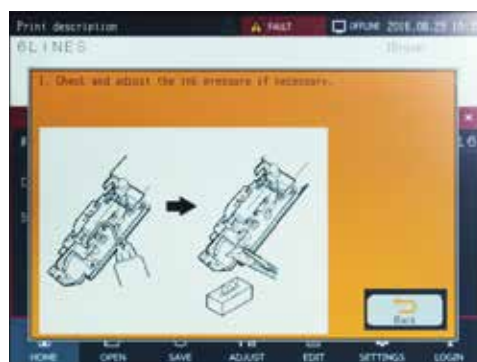 Print description
FAULT
OFFLINE 2016.08.29
6LINES
1. Check and adjust the ink pressure if necessary.
Back
HOME OPEN SAVE ADJUST EDIT SETTINGS LOGIN